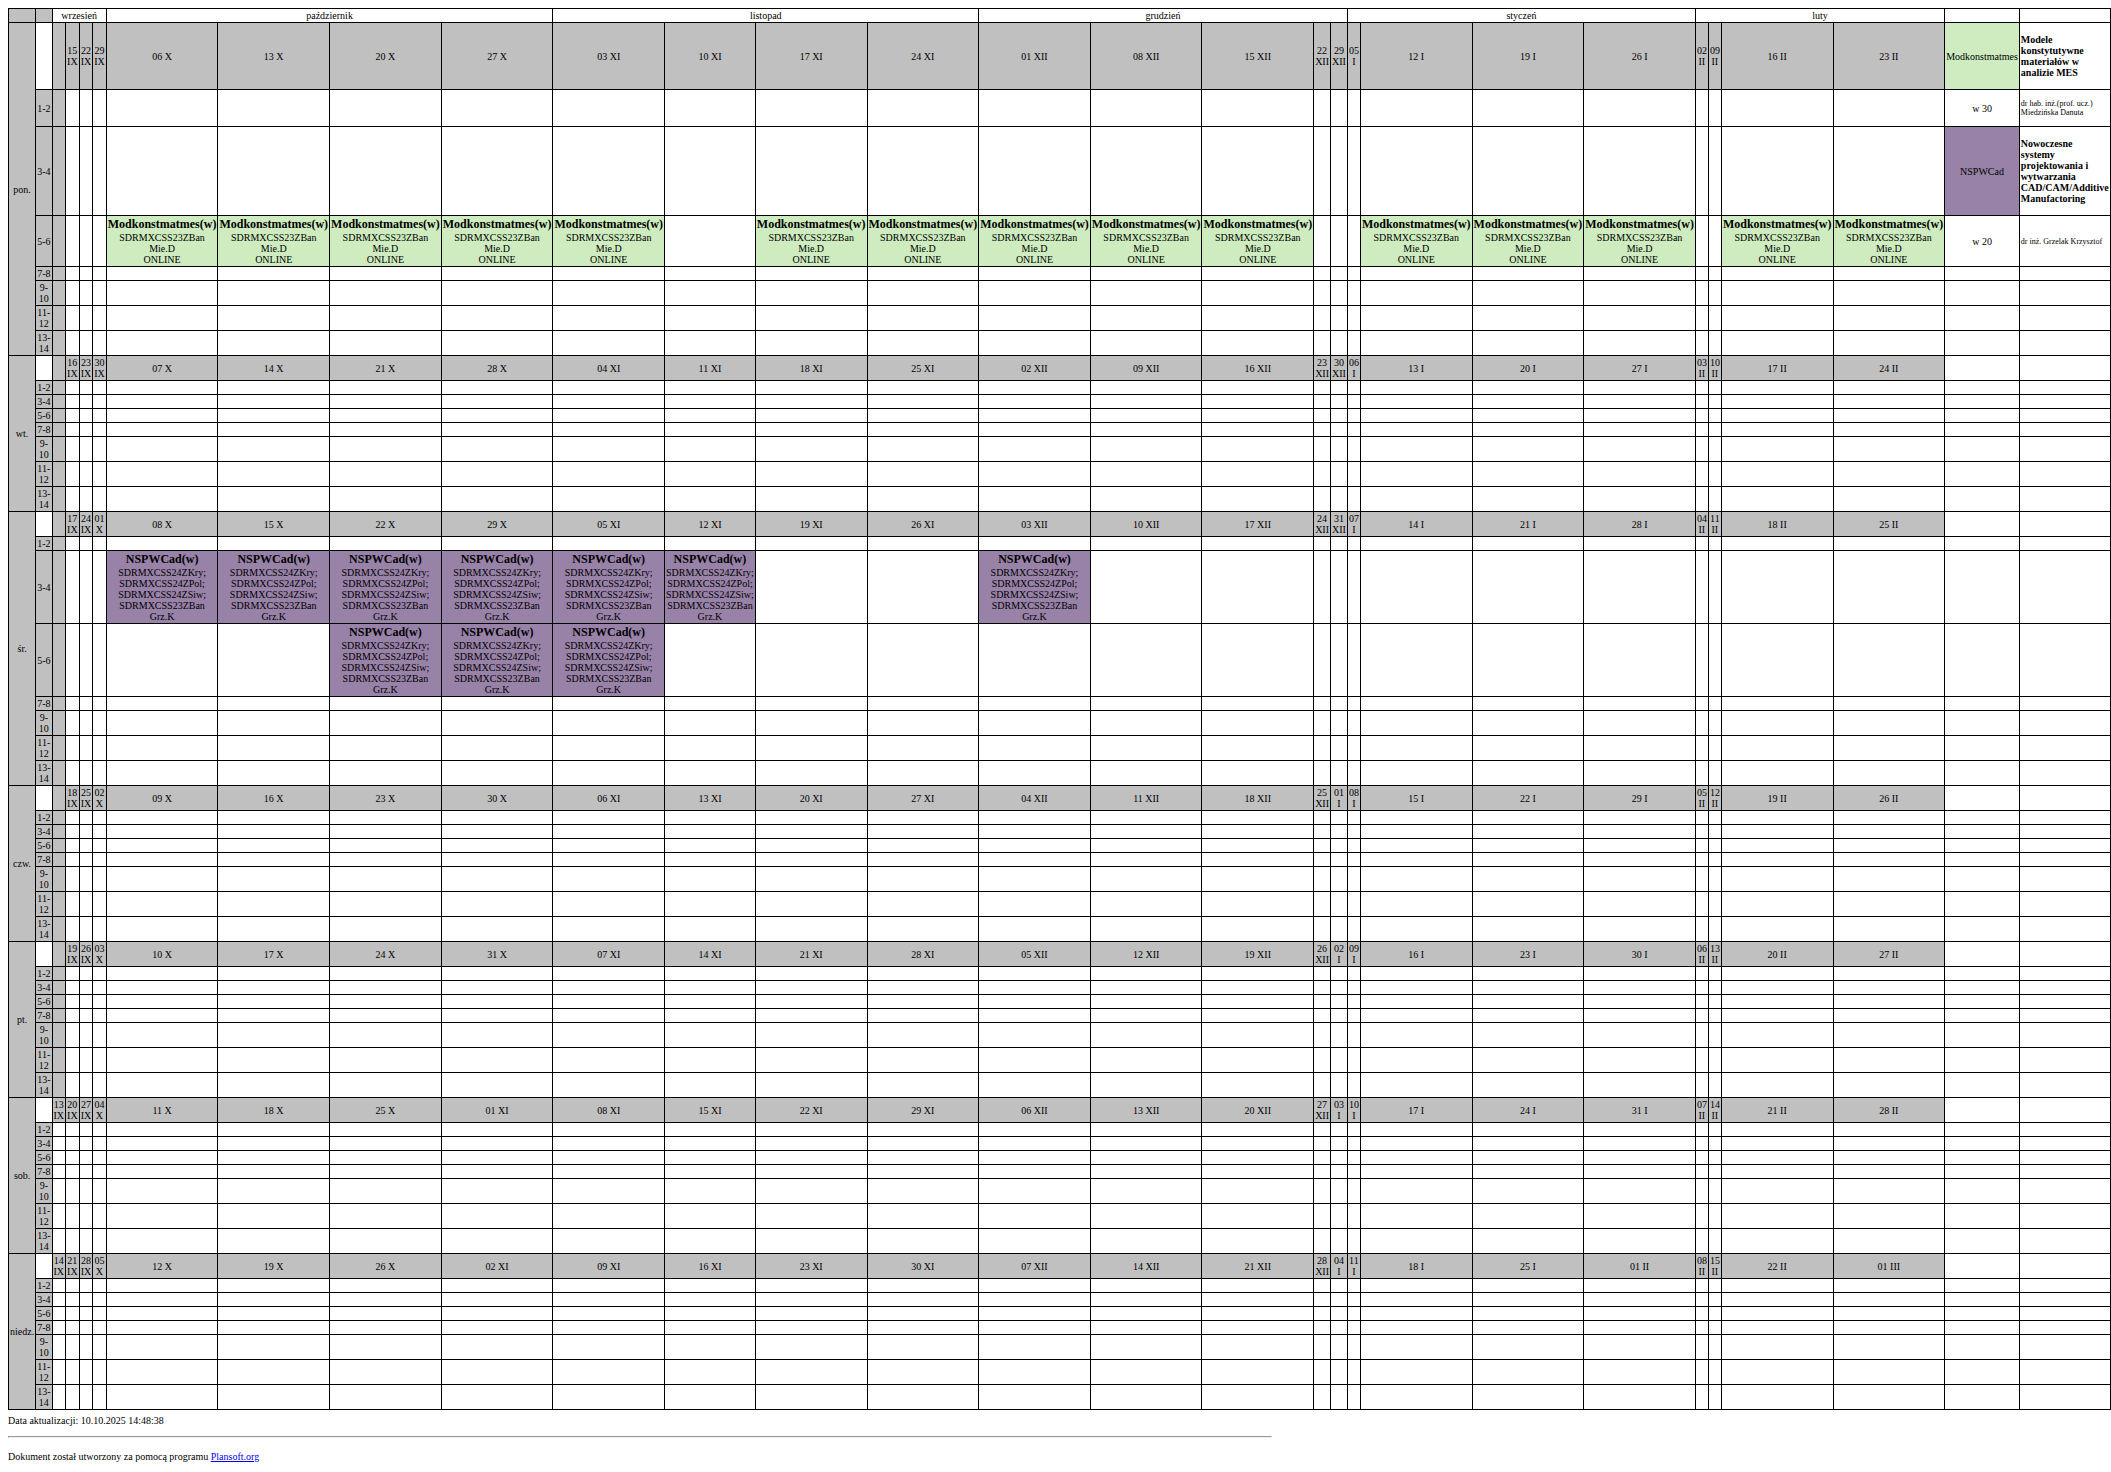 wrzesień październik listopad grudzień styczeń luty
pon. 15 IX 22 IX 29 IX 06 X 13 X 20 X 27 X 03 XI 10 XI 17 XI 24 XI 01 XII 08 XII 15 XII 22 XII 29 XII 05 I 12 I 19 I 26 I 02 II 09 II 16 II 23 II Modkonstmatmes Modele konstytutywne materiałów w analizie MES
1-2 w 30 dr hab. inż.(prof. ucz.) Miedzińska Danuta
3-4 NSPWCad Nowoczesne systemy projektowania i wytwarzania CAD/CAM/Additive Manufactoring
5-6 w 20 dr inż. Grzelak Krzysztof
Modkonstmatmes(w) Modkonstmatmes(w) Modkonstmatmes(w) Modkonstmatmes(w) Modkonstmatmes(w) Modkonstmatmes(w) Modkonstmatmes(w) Modkonstmatmes(w) Modkonstmatmes(w) Modkonstmatmes(w) Modkonstmatmes(w) Modkonstmatmes(w) Modkonstmatmes(w) Modkonstmatmes(w) Modkonstmatmes(w)
SDRMXCSS23ZBan SDRMXCSS23ZBan SDRMXCSS23ZBan SDRMXCSS23ZBan SDRMXCSS23ZBan SDRMXCSS23ZBan SDRMXCSS23ZBan SDRMXCSS23ZBan SDRMXCSS23ZBan SDRMXCSS23ZBan SDRMXCSS23ZBan SDRMXCSS23ZBan SDRMXCSS23ZBan SDRMXCSS23ZBan SDRMXCSS23ZBan
Mie.D Mie.D Mie.D Mie.D Mie.D Mie.D Mie.D Mie.D Mie.D Mie.D Mie.D Mie.D Mie.D Mie.D Mie.D
ONLINE ONLINE ONLINE ONLINE ONLINE ONLINE ONLINE ONLINE ONLINE ONLINE ONLINE ONLINE ONLINE ONLINE ONLINE
7-8
9-10
11-12
13-14
wt. 16 IX 23 IX 30 IX 07 X 14 X 21 X 28 X 04 XI 11 XI 18 XI 25 XI 02 XII 09 XII 16 XII 23 XII 30 XII 06 I 13 I 20 I 27 I 03 II 10 II 17 II 24 II
1-2
3-4
5-6
7-8
9-10
11-12
13-14
śr. 17 IX 24 IX 01 X 08 X 15 X 22 X 29 X 05 XI 12 XI 19 XI 26 XI 03 XII 10 XII 17 XII 24 XII 31 XII 07 I 14 I 21 I 28 I 04 II 11 II 18 II 25 II
1-2
3-4
NSPWCad(w) NSPWCad(w) NSPWCad(w) NSPWCad(w) NSPWCad(w) NSPWCad(w) NSPWCad(w)
SDRMXCSS24ZKry; SDRMXCSS24ZKry; SDRMXCSS24ZKry; SDRMXCSS24ZKry; SDRMXCSS24ZKry; SDRMXCSS24ZKry; SDRMXCSS24ZKry;
SDRMXCSS24ZPol; SDRMXCSS24ZPol; SDRMXCSS24ZPol; SDRMXCSS24ZPol; SDRMXCSS24ZPol; SDRMXCSS24ZPol; SDRMXCSS24ZPol;
SDRMXCSS24ZSiw; SDRMXCSS24ZSiw; SDRMXCSS24ZSiw; SDRMXCSS24ZSiw; SDRMXCSS24ZSiw; SDRMXCSS24ZSiw; SDRMXCSS24ZSiw;
SDRMXCSS23ZBan SDRMXCSS23ZBan SDRMXCSS23ZBan SDRMXCSS23ZBan SDRMXCSS23ZBan SDRMXCSS23ZBan SDRMXCSS23ZBan
Grz.K Grz.K Grz.K Grz.K Grz.K Grz.K Grz.K
5-6
NSPWCad(w) NSPWCad(w) NSPWCad(w)
SDRMXCSS24ZKry; SDRMXCSS24ZKry; SDRMXCSS24ZKry;
SDRMXCSS24ZPol; SDRMXCSS24ZPol; SDRMXCSS24ZPol;
SDRMXCSS24ZSiw; SDRMXCSS24ZSiw; SDRMXCSS24ZSiw;
SDRMXCSS23ZBan SDRMXCSS23ZBan SDRMXCSS23ZBan
Grz.K Grz.K Grz.K
7-8
9-10
11-12
13-14
czw. 18 IX 25 IX 02 X 09 X 16 X 23 X 30 X 06 XI 13 XI 20 XI 27 XI 04 XII 11 XII 18 XII 25 XII 01 I 08 I 15 I 22 I 29 I 05 II 12 II 19 II 26 II
1-2
3-4
5-6
7-8
9-10
11-12
13-14
pt. 19 IX 26 IX 03 X 10 X 17 X 24 X 31 X 07 XI 14 XI 21 XI 28 XI 05 XII 12 XII 19 XII 26 XII 02 I 09 I 16 I 23 I 30 I 06 II 13 II 20 II 27 II
1-2
3-4
5-6
7-8
9-10
11-12
13-14
sob. 13 IX 20 IX 27 IX 04 X 11 X 18 X 25 X 01 XI 08 XI 15 XI 22 XI 29 XI 06 XII 13 XII 20 XII 27 XII 03 I 10 I 17 I 24 I 31 I 07 II 14 II 21 II 28 II
1-2
3-4
5-6
7-8
9-10
11-12
13-14
niedz. 14 IX 21 IX 28 IX 05 X 12 X 19 X 26 X 02 XI 09 XI 16 XI 23 XI 30 XI 07 XII 14 XII 21 XII 28 XII 04 I 11 I 18 I 25 I 01 II 08 II 15 II 22 II 01 III
1-2
3-4
5-6
7-8
9-10
11-12
13-14
Data aktualizacji: 10.10.2025 14:48:38
Dokument został utworzony za pomocą programu Plansoft.org